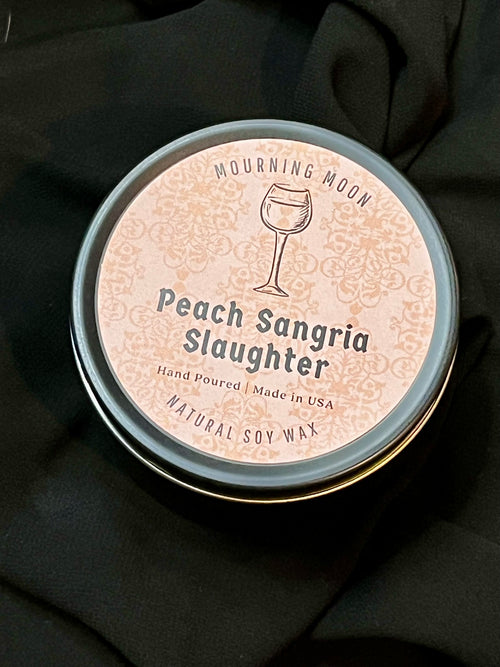 MOURNING MOON
Peach Sangria
Slaughter
Hand Poured | Made in USA
NATURAL SOY WAX